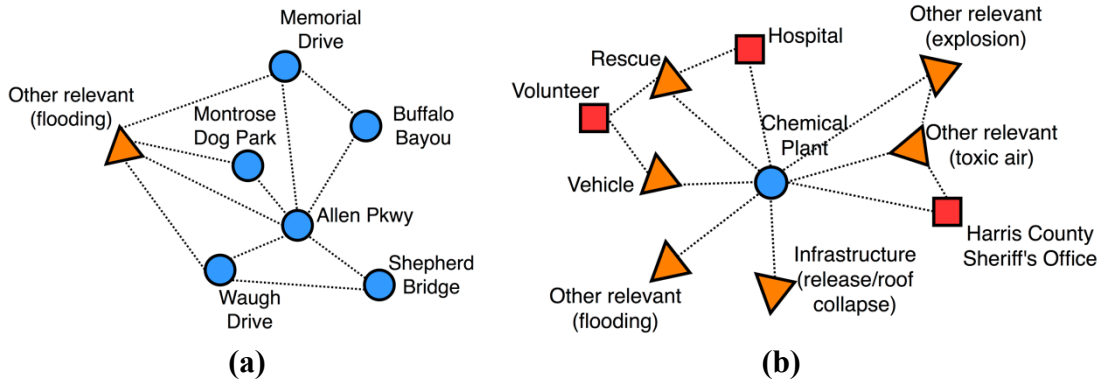 Memorial
Drive
Other relevant
(flooding)
Montrose
Dog Park
Buffalo
Bayou
Allen Pkwy
Shepherd
Bridge
Waugh
Drive
(a)
Other relevant
(explosion)
Hospital
Rescue
Volunteer
Chemical
Plant
Other relevant
(toxic air)
Vehicle
Harris County
Sheriff's Office
Infrastructure
(release/roof
collapse)
Other relevant
(flooding)
(b)